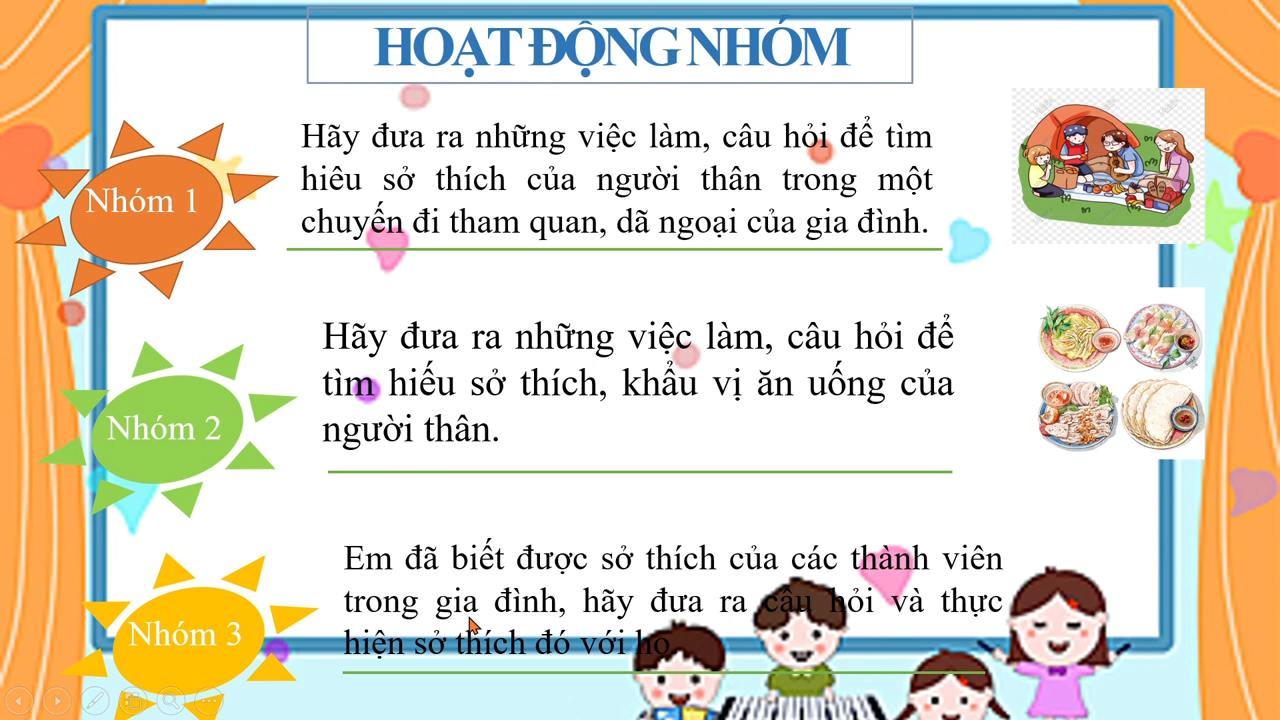 HOẠT ĐỘNG NHÓM
Nhóm 1
Hãy đưa ra những việc làm, câu hỏi để tìm
hiêu sở thích của người thân trong một
chuyến đi tham quan, dã ngoại của gia đình.
Nhóm 2
Hãy đưa ra những việc làm, câu hỏi để
tìm hiếu sở thích, khẩu vị ăn uống của
người thân.
Nhóm 3
Em đã biết được sở thích của các thành viên
trong gia đình, hãy đưa ra câu hỏi và thực
hiện sở thích đó với họ